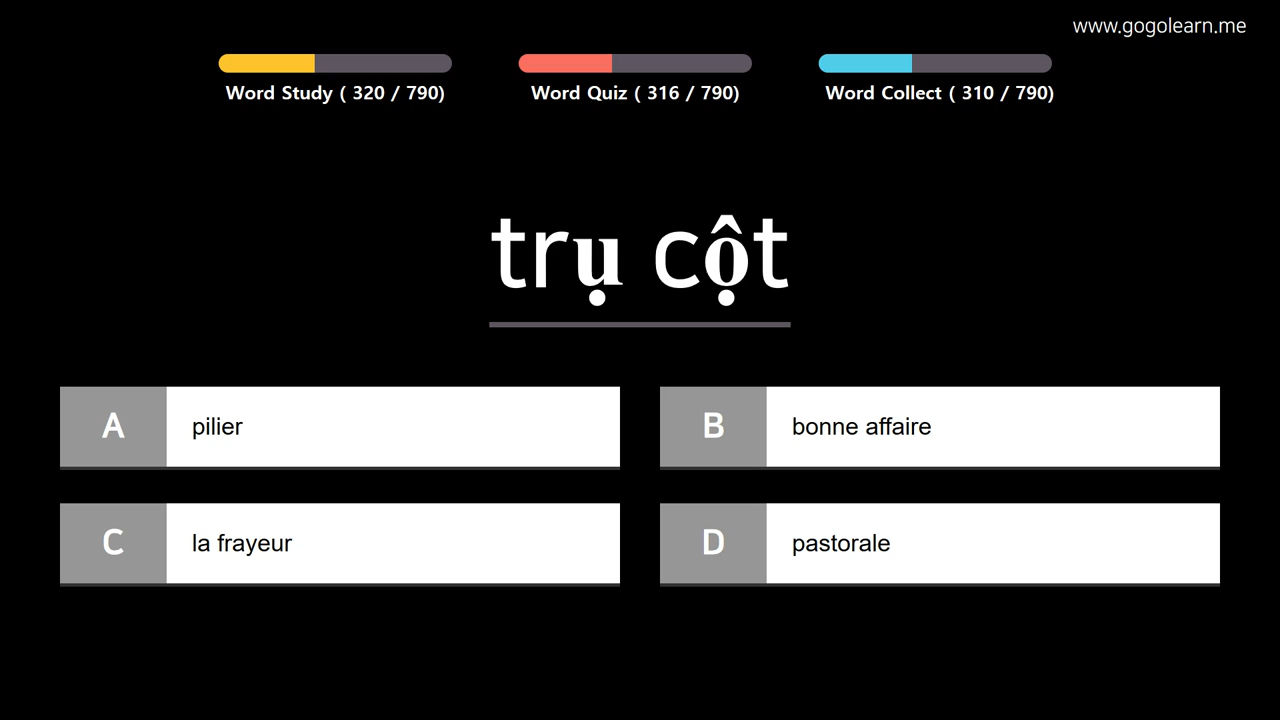 www.gogolearn.me
Word Study ( 320 / 790)
Word Quiz ( 316 / 790)
Word Collect ( 310 / 790)
trụ cột
A pilier
B bonne affaire
C la frayeur
D pastorale